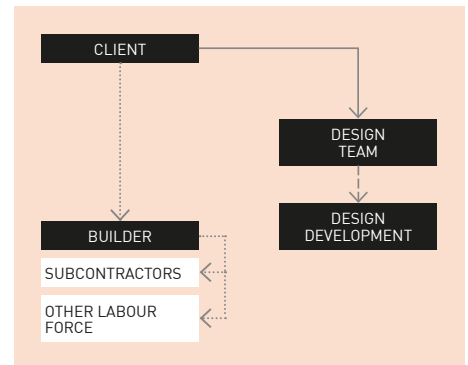 CLIENT
DESIGN
TEAM
DESIGN
DEVELOPMENT
BUILDER
SUBCONTRACTORS
OTHER LABOUR
FORCE